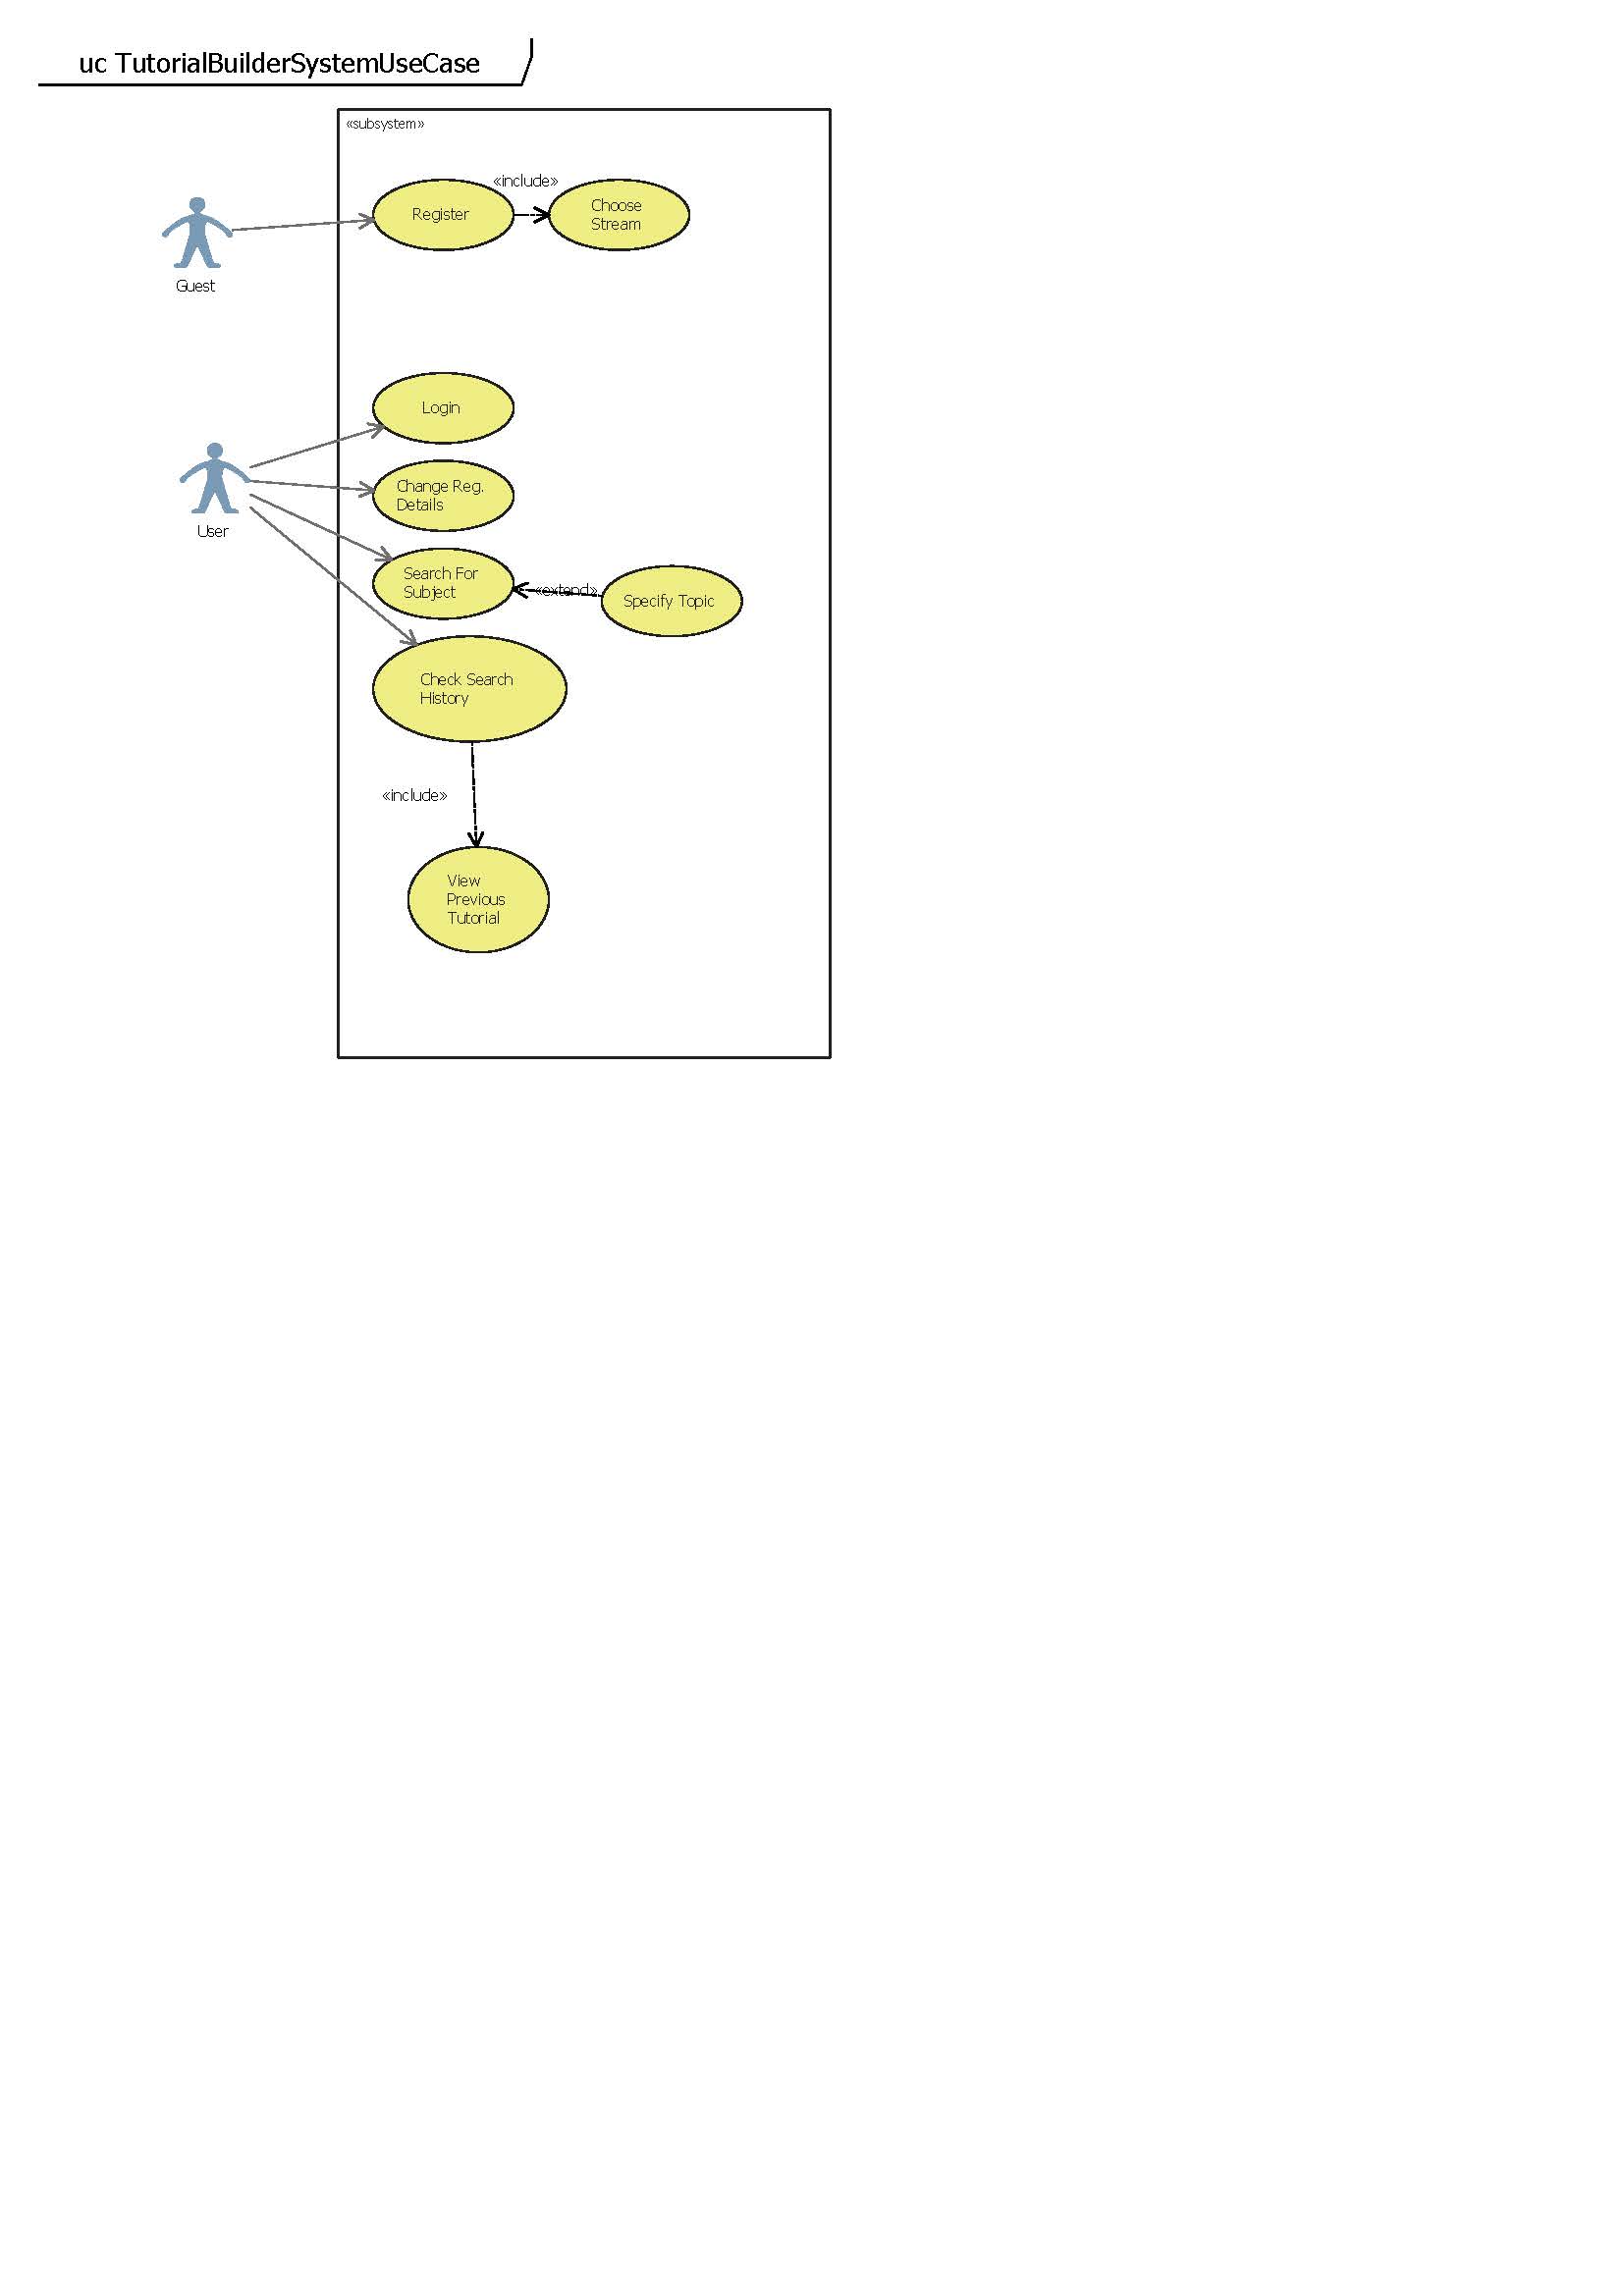 uc TutorialBuilderSystemUseCase
«subsystem»
«include»
Register
Choose
Stream
Guest
Login
Change Reg.
Details
User
Search For
Subject
«extend»
Specify Topic
Check Search
History
«include»
View
Previous
Tutorial